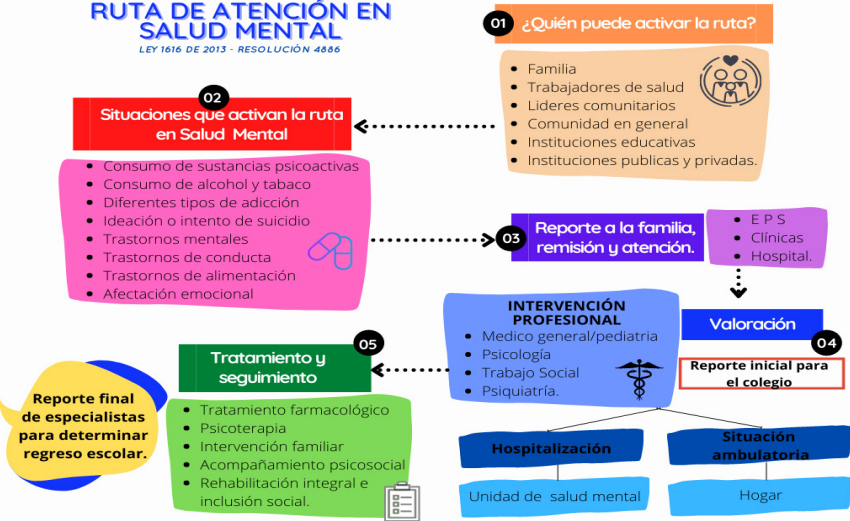 RUTA DE ATENCIÓN EN
SALUD MENTAL
LEY 1616 DE 2013 - RESOLUCIÓN 4886
01 ¿Quién puede activar la ruta?
Familia
Trabajadores de salud
Lideres comunitarios
Comunidad en general
Instituciones educativas
Instituciones publicas y privadas.
02
Situaciones que activan la ruta
en Salud Mental
Consumo de sustancias psicoactivas
Consumo de alcohol y tabaco
Diferentes tipos de adicción
Ideación o intento de suicidio
Trastornos mentales
Trastornos de conducta
Trastornos de alimentación
Afectación emocional
03
Reporte a la familia,
remisión y atención.
E P S
Clínicas
Hospital.
Valoración
04
Reporte inicial para
el colegio
INTERVENCIÓN
PROFESIONAL
Medico general/pediatria
Psicología
Trabajo Social
Psiquiatría.
Hospitalización
Unidad de salud mental
Situación
ambulatoria
Hogar
05
Tratamiento y
seguimiento
Tratamiento farmacológico
Psicoterapia
Intervención familiar
Acompañamiento psicosocial
Rehabilitación integral e
inclusión social.
Reporte final
de especialistas
para determinar
regreso escolar.